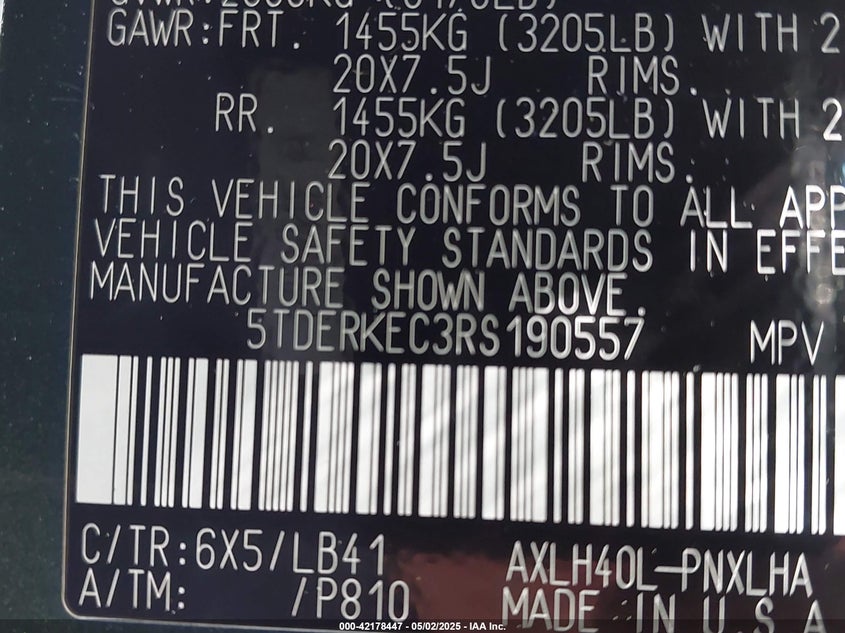 GAWR:FRT. 1455KG (3205LB) WITH 2
20X7.5J RIMS.
RR. 1455KG (3205LB) WITH 2
20X7.5J RIMS.
THIS VEHICLE CONFORMS TO ALL APP
VEHICLE SAFETY STANDARDS IN EFFE
MANUFACTURE SHOWN ABOVE.
5TDERKEC3RS190557 MPV
C/TR:6X5/LB41 AXLH40L-PNXLHA
A/TM: /P810 MADE IN U S A
000-42178447 - 05/02/2025 - IAA Inc.